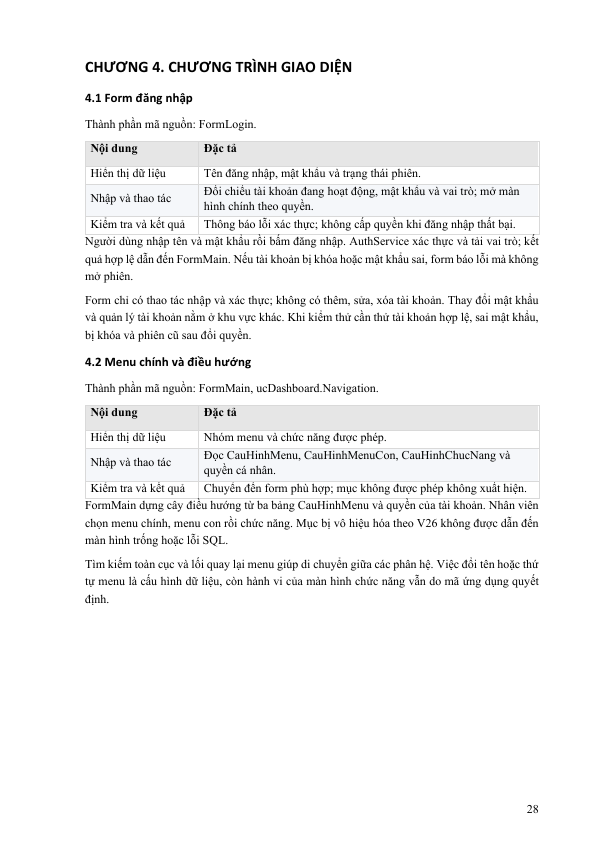 CHƯƠNG 4. CHƯƠNG TRÌNH GIAO DIỆN
4.1 Form đăng nhập
Thành phần mã nguồn: FormLogin.
Nội dung Đặc tả
Hiển thị dữ liệu Tên đăng nhập, mật khẩu và trạng thái phiên.
Nhập và thao tác Đối chiếu tài khoản đang hoạt động, mật khẩu và vai trò; mở màn
hình chính theo quyền.
Kiểm tra và kết quả Thông báo lỗi xác thực; không cấp quyền khi đăng nhập thất bại.
Người dùng nhập tên và mật khẩu rồi bấm đăng nhập. AuthService xác thực và tải vai trò; kết
quả hợp lệ dẫn đến FormMain. Nếu tài khoản bị khóa hoặc mật khẩu sai, form báo lỗi mà không
mở phiên.
Form chỉ có thao tác nhập và xác thực; không có thêm, sửa, xóa tài khoản. Thay đổi mật khẩu
và quản lý tài khoản nằm ở khu vực khác. Khi kiểm thử cần thử tài khoản hợp lệ, sai mật khẩu,
bị khóa và phiên cũ sau đổi quyền.
4.2 Menu chính và điều hướng
Thành phần mã nguồn: FormMain, ucDashboard.Navigation.
Nội dung Đặc tả
Hiển thị dữ liệu Nhóm menu và chức năng được phép.
Nhập và thao tác Đọc CauHinhMenu, CauHinhMenuCon, CauHinhChucNang và
quyền cá nhân.
Kiểm tra và kết quả Chuyển đến form phù hợp; mục không được phép không xuất hiện.
FormMain dựng cây điều hướng từ ba bảng CauHinhMenu và quyền của tài khoản. Nhân viên
chọn menu chính, menu con rồi chức năng. Mục bị vô hiệu hóa theo V26 không được dẫn đến
màn hình trống hoặc lỗi SQL.
Tìm kiếm toàn cục và lối quay lại menu giúp di chuyển giữa các phân hệ. Việc đổi tên hoặc thứ
tự menu là cấu hình dữ liệu, còn hành vi của màn hình chức năng vẫn do mã ứng dụng quyết
định.
28